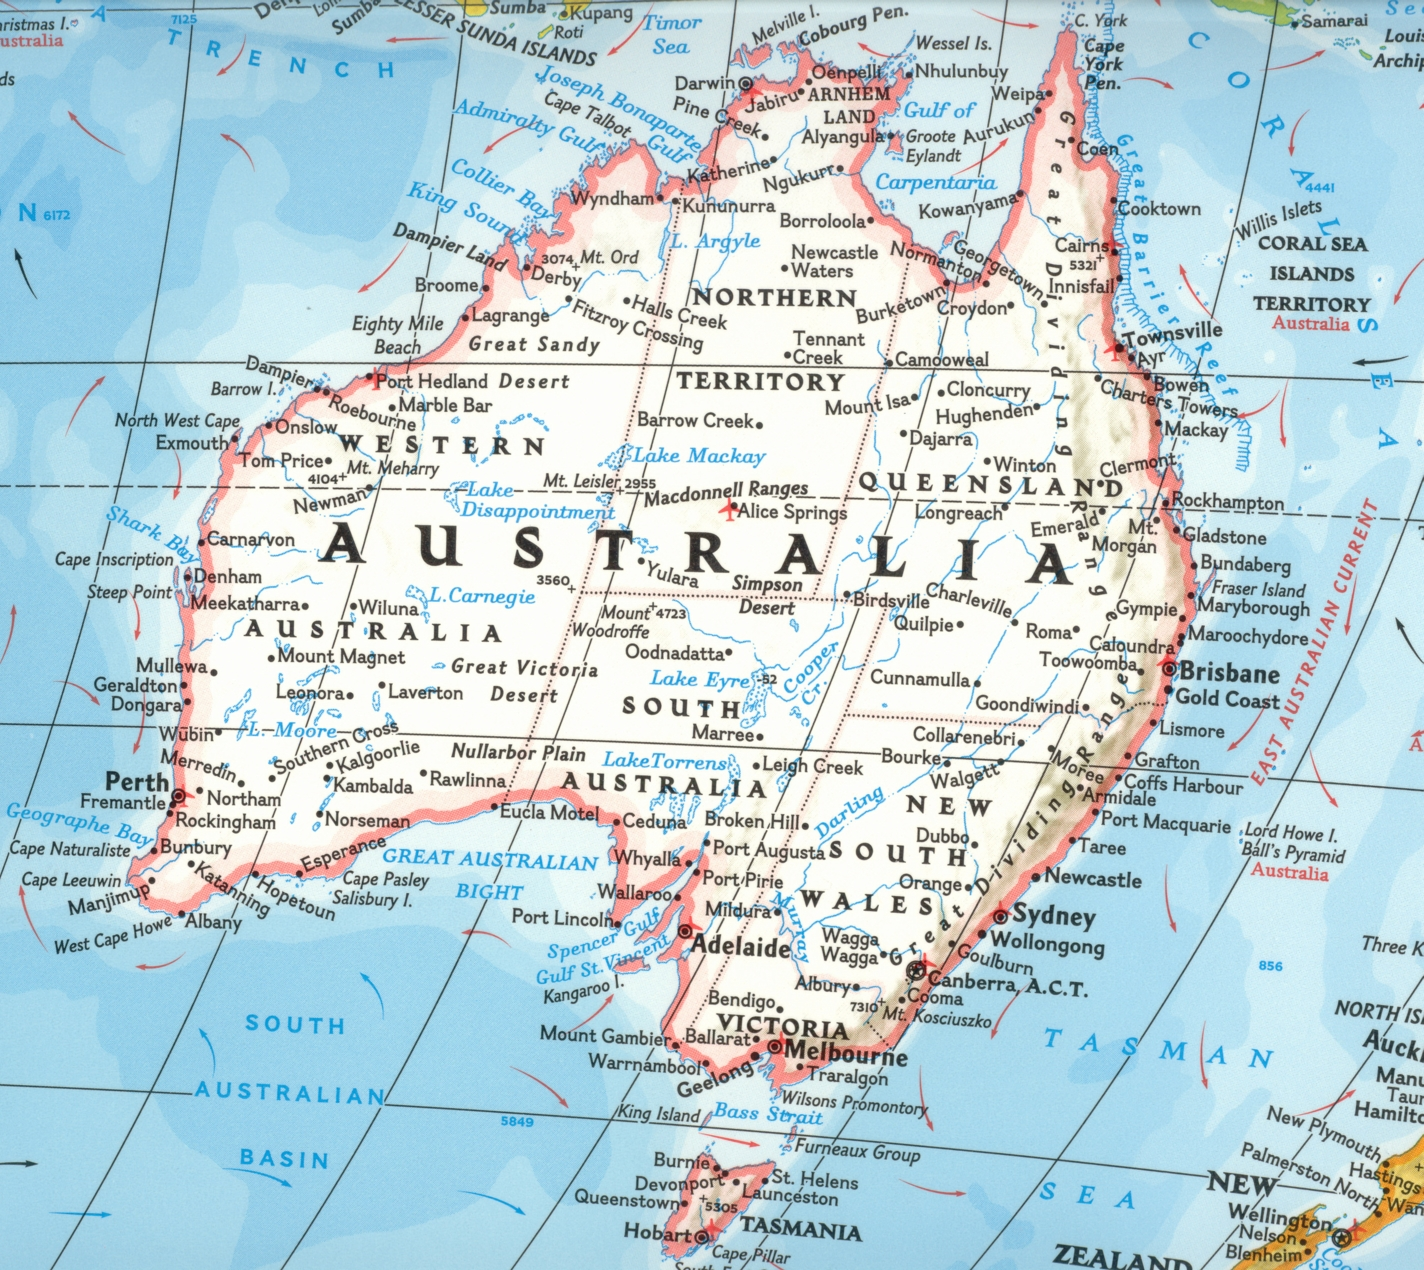 hristmas I.
ustralia
7125
T R E N C H
Sumba
LESSER SUNDA ISLANDS
Sumba
Kupang
Roti
Timor
Sea
Melville I.
Cobourg Pen.
Wessel Is.
C. York
Cape
York
Pen.
Samarai
Louis
Archip
C O R A L S E A
Joseph Bonaparte
Gulf
Cape Talbot
Admiralty Gulf
Collier Bay
King Sound
Darwin
Oenpelli
Nhulunbuy
Jabiru
ARNHEM
LAND
Pine Creek
Alyangula
Gulf of
Carpentaria
Groote
Eylandt
Weipa
Aurukun
Coen
Katherine
Ngukurr
Kowanyama
Great Barrier Reef
4441
Willis Islets
CORAL SEA
ISLANDS
TERRITORY
Australia
N 6172
Wyndham
Kununurra
Borroloola
Cooktown
L. Argyle
Newcastle
Waters
Normanton
Georgetown
Cairns
5321
Innisfail
Dampier Land
3074 Mt. Ord
Derby
Broome
Halls Creek
Fitzroy Crossing
NORTHERN
TERRITORY
Burketown
Croydon
Great Dividing Range
Lagrange
Eighty Mile
Beach
Great Sandy
Desert
Tennant
Creek
Camooweal
Townsville
Ayr
Bowen
Charters Towers
Mackay
Dampier
Barrow I.
Port Hedland
Roebourne
Marble Bar
Barrow Creek
Mount Isa
Cloncurry
Hughenden
Dajarra
Winton
Clermont
North West Cape
Exmouth
Onslow
WESTERN
AUSTRALIA
Tom Price
Mt. Meharry
4104
Newman
Lake Mackay
Lake
Disappointment
Mt. Leisler 2955
Macdonnell Ranges
Alice Springs
QUEENSLAND
Longreach
Emerald
Rockhampton
Mt.
Morgan
Gladstone
AUSTRALIA
Shark Bay
Carnarvon
Cape Inscription
Denham
Steep Point
Meekatharra
Wiluna
L. Carnegie
3560
Yulara
Simpson
Desert
Birdsville
Charleville
Quilpie
Roma
Bundaberg
Fraser Island
Gympie
Maryborough
Caloundra
Maroochydore
Toowoomba
Brisbane
Gold Coast
EAST AUSTRALIAN CURRENT
Mount
Woodroffe
4723
Oodnadatta
Lake Eyre
-52
Cooper
Cr.
Cunnamulla
Goondiwindi
Mullewa
Mount Magnet
Geraldton
Leonora
Laverton
Dongara
Great Victoria
Desert
SOUTH
AUSTRALIA
Marree
Collarenebri
Lismore
Wubin
L. Moore
Southern Cross
Merredin
Kalgoorlie
Kambalda
Rawlinna
Nullarbor Plain
Lake Torrens
Leigh Creek
Bourke
Walgett
Moree
Grafton
Coffs Harbour
Armidale
Port Macquarie
Perth
Fremantle
Northam
Rockingham
Norseman
Eucla Motel
Ceduna
Broken Hill
Darling
NEW
SOUTH
WALES
Dubbo
Great Dividing Range
Taree
Lord Howe I.
Ball's Pyramid
Australia
Geographe Bay
Cape Naturaliste
Bunbury
Cape Leeuwin
Manjimup
Katanning
Esperance
Hopetoun
Cape Pasley
Salisbury I.
GREAT AUSTRALIAN
BIGHT
Whyalla
Port Augusta
Port Pirie
Wallaroo
Mildura
Murray
Orange
Newcastle
Sydney
Wollongong
Albany
West Cape Howe
Port Lincoln
Spencer Gulf
Gulf St. Vincent
Kangaroo I.
Adelaide
Wagga
Wagga
Goulburn
Canberra, A.C.T.
Albury
Cooma
7310
Mt. Kosciuszko
Three K
856
Bendigo
VICTORIA
Mount Gambier
Ballarat
Melbourne
Warrnambool
Geelong
Traralgon
Wilsons Promontory
SOUTH
AUSTRALIAN
BASIN
5849
King Island
Bass Strait
Furneaux Group
Burnie
Devonport
St. Helens
Queenstown
Launceston
5305
Hobart
TASMANIA
Cape Pillar
TASMAN
SEA
NORTH ISL
Auckl
Manu
Taur
Hamilto
New Plymouth
Palmerston North
Hastings
Wan
NEW
ZEALAND
Wellington
Nelson
Blenheim